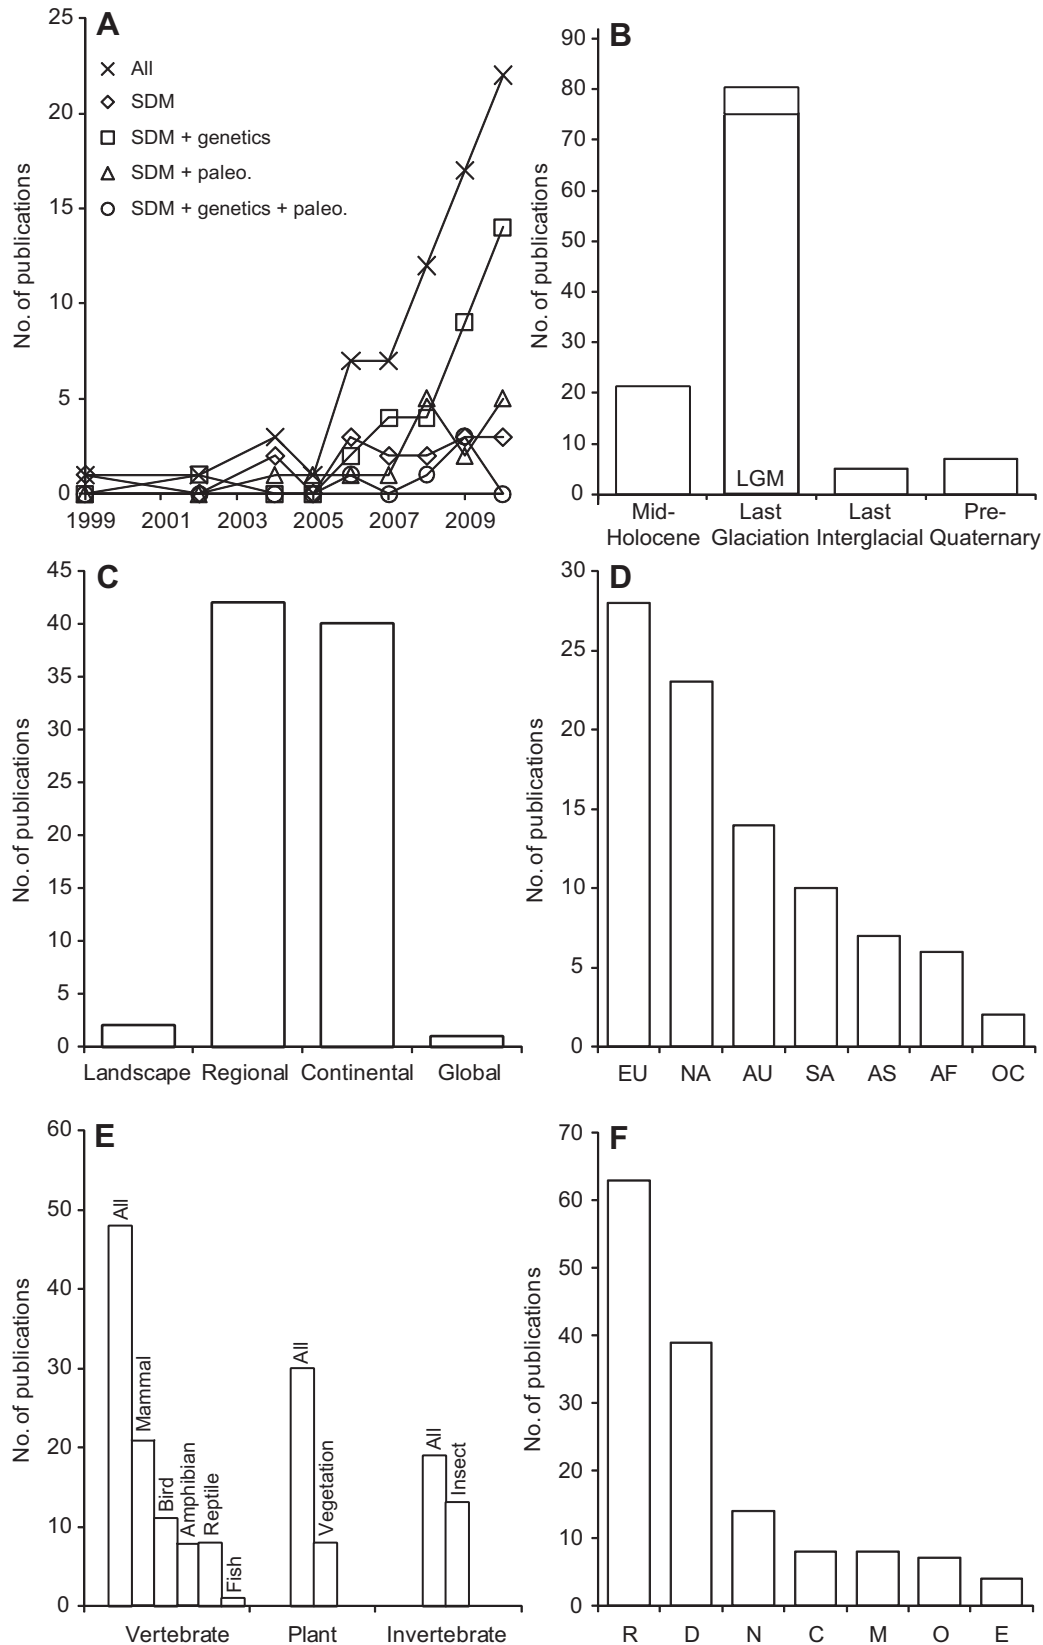 A
25
20
15
10
5
0
No. of publications
All
SDM
SDM + genetics
SDM + paleo.
SDM + genetics + paleo.
1999 2001 2003 2005 2007 2009
B
90
80
70
60
50
40
30
20
10
0
No. of publications
LGM
Mid-Holocene
Last Glaciation
Last Interglacial
Pre-Quaternary
C
45
40
35
30
25
20
15
10
5
0
No. of publications
Landscape Regional Continental Global
D
30
25
20
15
10
5
0
No. of publications
EU NA AU SA AS AF OC
E
60
50
40
30
20
10
0
No. of publications
All
Mammal
Bird
Amphibian
Reptile
Fish
All
Vegetation
All
Insect
Vertebrate Plant Invertebrate
F
70
60
50
40
30
20
10
0
No. of publications
R D N C M O E